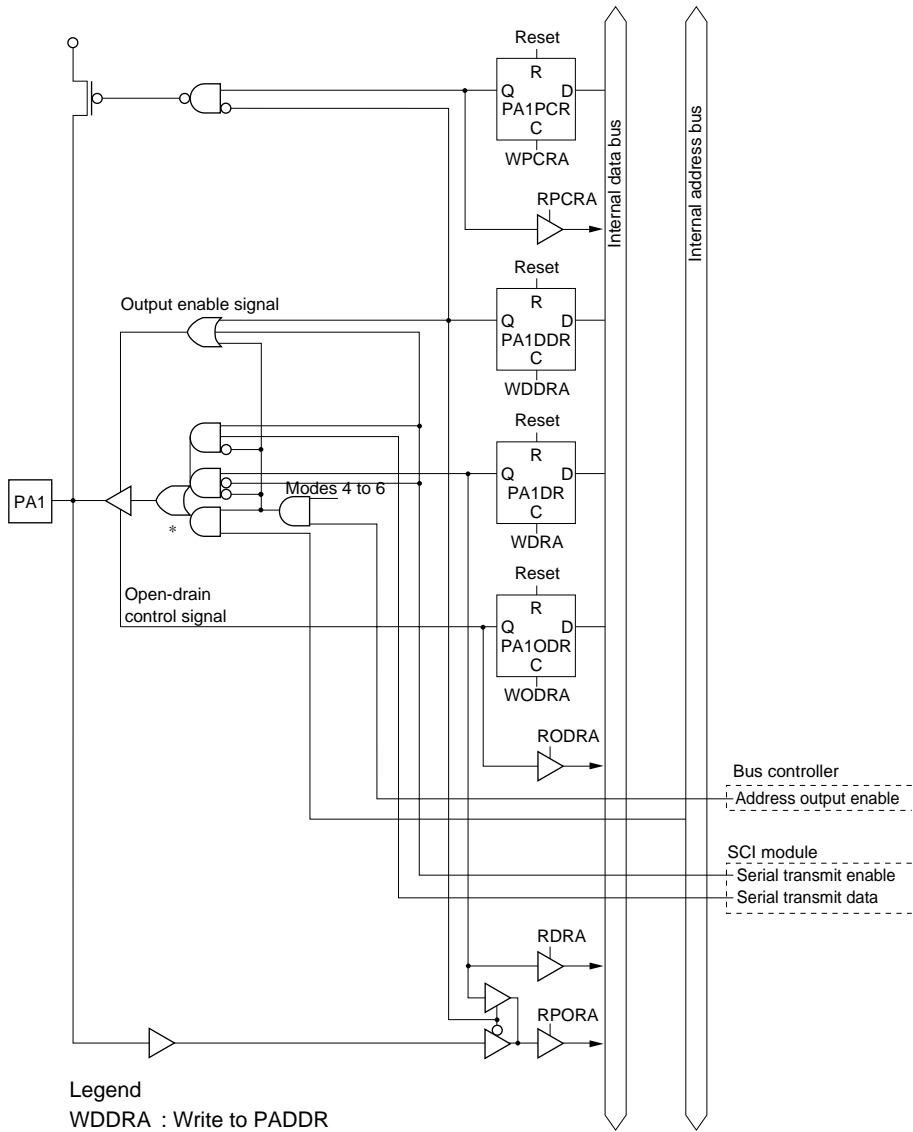 Reset
R
Q D
PA1PCR
C
WPCRA
RPCRA
Internal data bus
Internal address bus
Reset
R
Q D
PA1DDR
C
WDDRA
Output enable signal
Reset
R
Q D
PA1DR
C
WDRA
Modes 4 to 6
PA1
*
Reset
R
Q D
PA1ODR
C
WODRA
Open-drain
control signal
RODRA
Bus controller
Address output enable
SCI module
Serial transmit enable
Serial transmit data
RDRA
RPORA
Legend
WDDRA : Write to PADDR